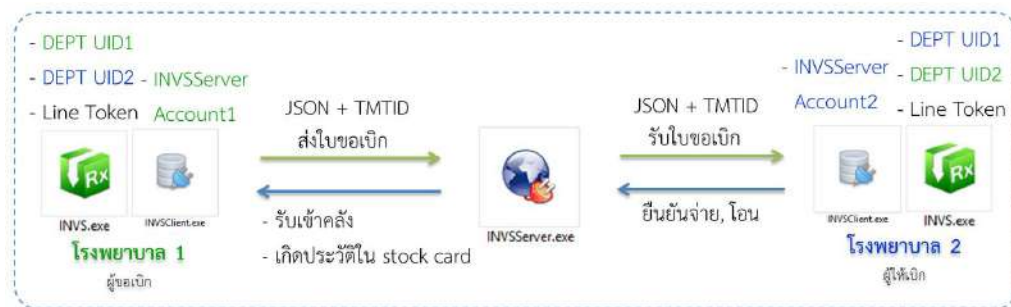 - DEPT UID1
- DEPT UID2
- Line Token
- INVSServer
Account1
INVS.exe
INVSClient.exe
โรงพยาบาล 1
ผู้ขอเบิก
JSON + TMTID
ส่งใบขอเบิก
- รับเข้าคลัง
- เกิดประวัติใน stock card
INVSServer.exe
JSON + TMTID
รับใบขอเบิก
ยืนยันจ่าย, โอน
- INVSServer
Account2
- DEPT UID1
- DEPT UID2
- Line Token
INVSClient.exe
INVS.exe
โรงพยาบาล 2
ผู้ให้เบิก
Rx
Rx